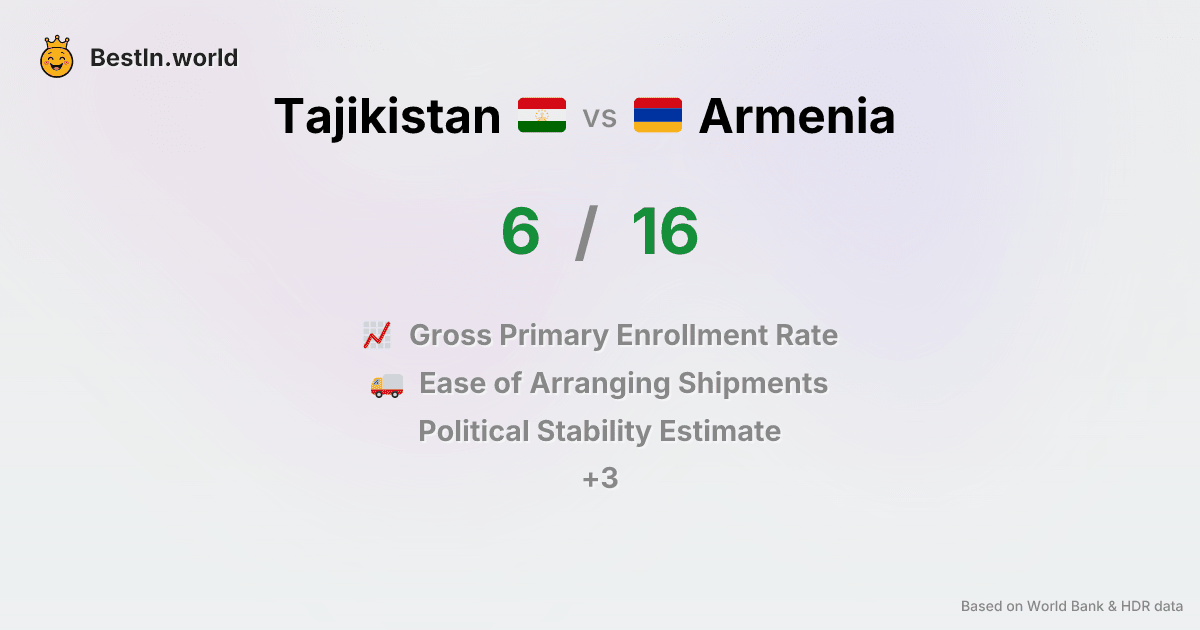 BestIn.world
Tajikistan vs Armenia
6 / 16
Gross Primary Enrollment Rate
Ease of Arranging Shipments
Political Stability Estimate
+3
Based on World Bank & HDR data